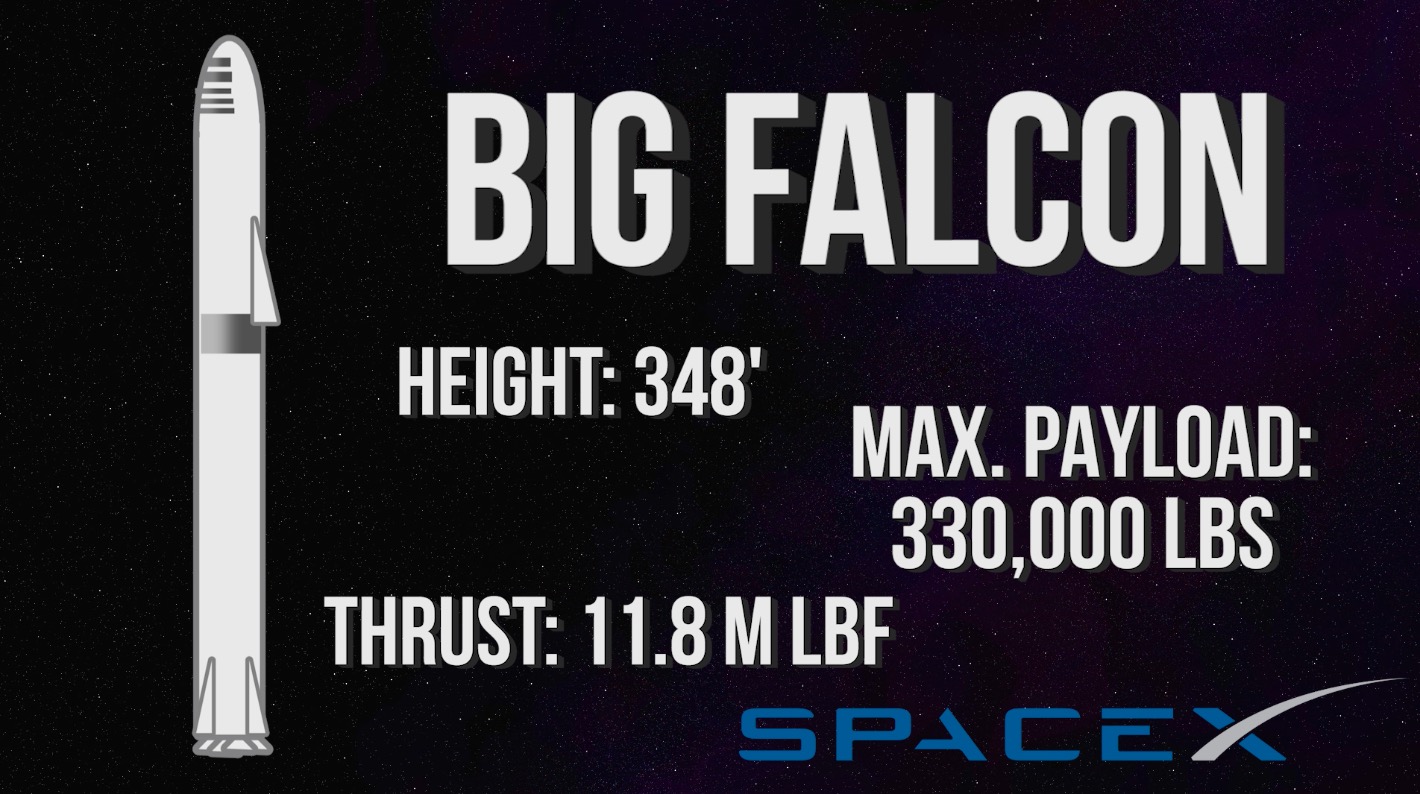 BIG FALCON
HEIGHT: 348'
MAX. PAYLOAD:
330,000 LBS
THRUST: 11.8 M LBF
SPACEX